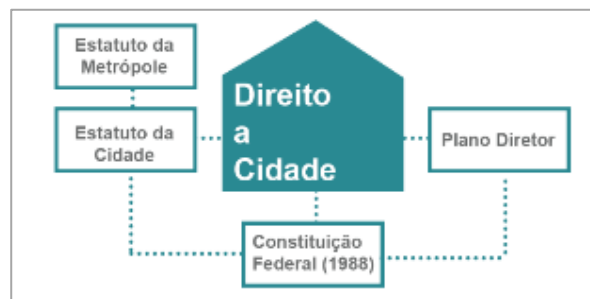 Estatuto da
Metrópole
Estatuto da
Cidade
Direito
a
Cidade
Plano Diretor
Constituição
Federal (1988)